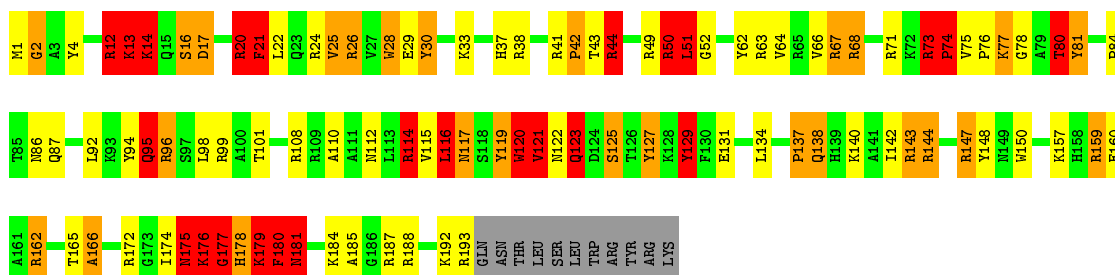 M1 G2 A3 Y4 R12 K13 K14 Q15 S16 D17 R20 F21 L22 Q23 R24 V25 R26 V27 W28 E29 Y30 K33 H37 R38 R41 P42 T43 R44 R49 R50 L51 G52 Y62 R63 V64 R65 V66 R67 R68 R71 K72 R73 P74 V75 P76 K77 G78 A79 T80 Y81
T85 N86 Q87 L92 K93 Y94 Q95 R96 S97 L98 R99 A100 T101 R108 R109 A110 A111 N112 L113 R114 V115 L116 N117 S118 Y119 W120 V121 N122 Q123 D124 S125 T126 Y127 K128 Y129 F130 E131 L134 P137 Q138 H139 K140 A141 I142 R143 R144 R147 Y148 N149 W150 K157 H158 R159
A161 R162 T165 A166 R172 G173 I174 N175 K176 G177 H178 K179 F180 N181 K184 A185 G186 R187 R188 K192 R193 GLN ASN THR LEU SER LEU TRP TYR ARG LYS